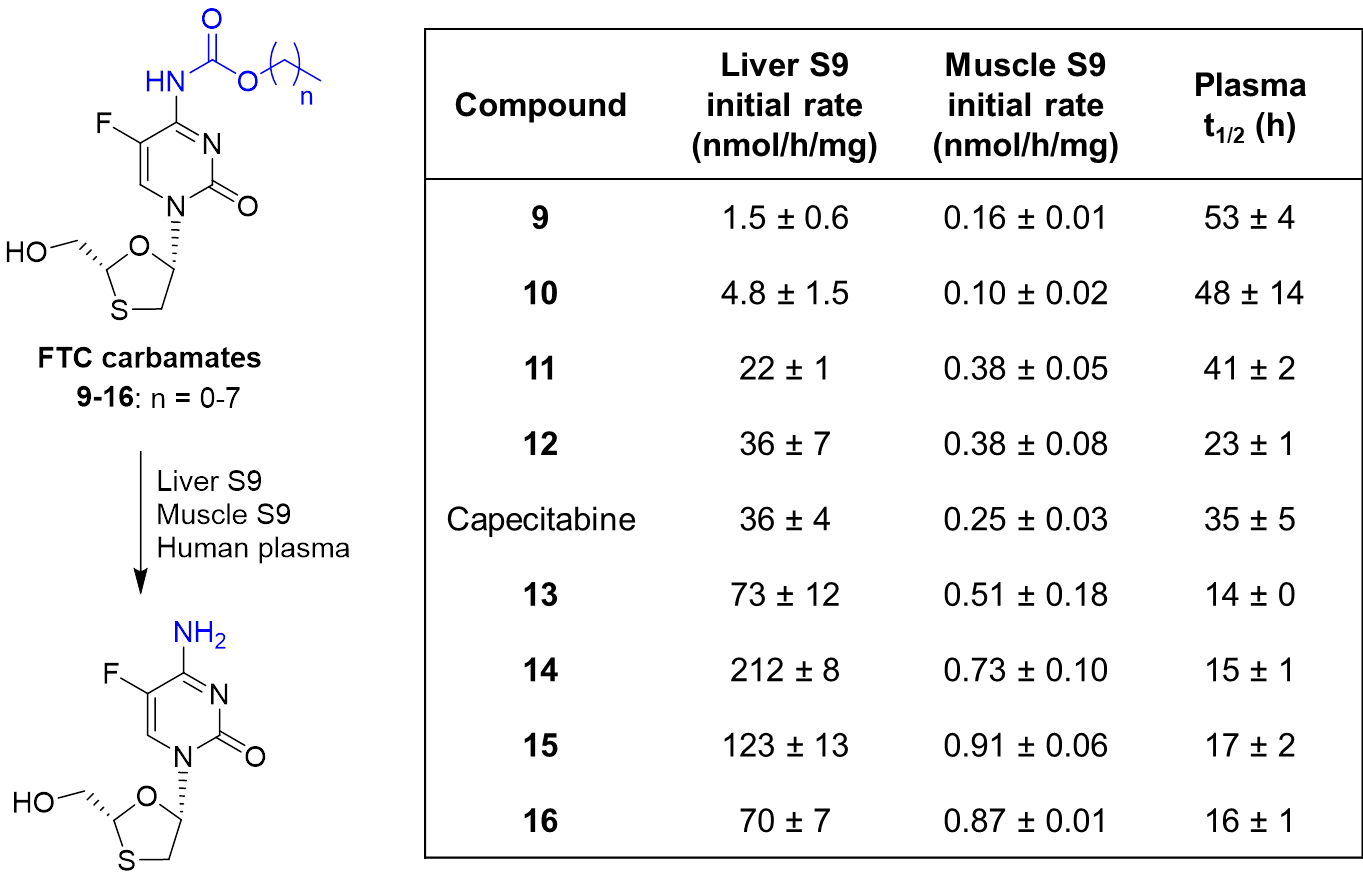 O
HN
O
n
F
N
N
O
HO
O
S
FTC carbamates
9-16: n = 0-7
Liver S9
Muscle S9
Human plasma
NH2
F
N
N
O
HO
O
S
Compound Liver S9 initial rate (nmol/h/mg) Muscle S9 initial rate (nmol/h/mg) Plasma t1/2 (h)
9 1.5 ± 0.6 0.16 ± 0.01 53 ± 4
10 4.8 ± 1.5 0.10 ± 0.02 48 ± 14
11 22 ± 1 0.38 ± 0.05 41 ± 2
12 36 ± 7 0.38 ± 0.08 23 ± 1
Capecitabine 36 ± 4 0.25 ± 0.03 35 ± 5
13 73 ± 12 0.51 ± 0.18 14 ± 0
14 212 ± 8 0.73 ± 0.10 15 ± 1
15 123 ± 13 0.91 ± 0.06 17 ± 2
16 70 ± 7 0.87 ± 0.01 16 ± 1